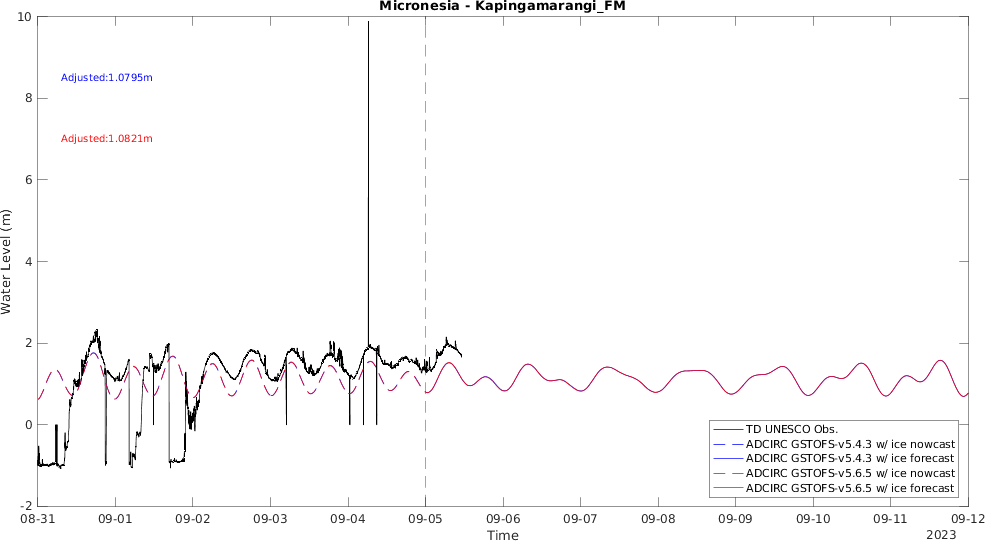 Micronesia - Kapingamarangi_FM
10
8
6
4
2
0
-2
Water Level (m)
Adjusted:1.0795m
Adjusted:1.0821m
TD UNESCO Obs.
ADCIRC GSTOFS-v5.4.3 w/ ice nowcast
ADCIRC GSTOFS-v5.4.3 w/ ice forecast
ADCIRC GSTOFS-v5.6.5 w/ ice nowcast
ADCIRC GSTOFS-v5.6.5 w/ ice forecast
08-31 09-01 09-02 09-03 09-04 09-05 09-06 09-07 09-08 09-09 09-10 09-11 09-12
Time
2023